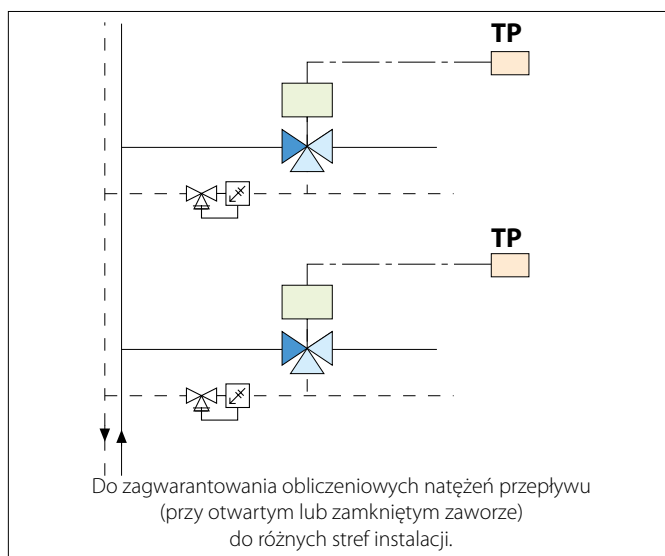 TP
TP
Do zagwarantowania obliczeniowych natężeń przepływu
(przy otwartym lub zamkniętym zaworze)
do różnych stref instalacji.